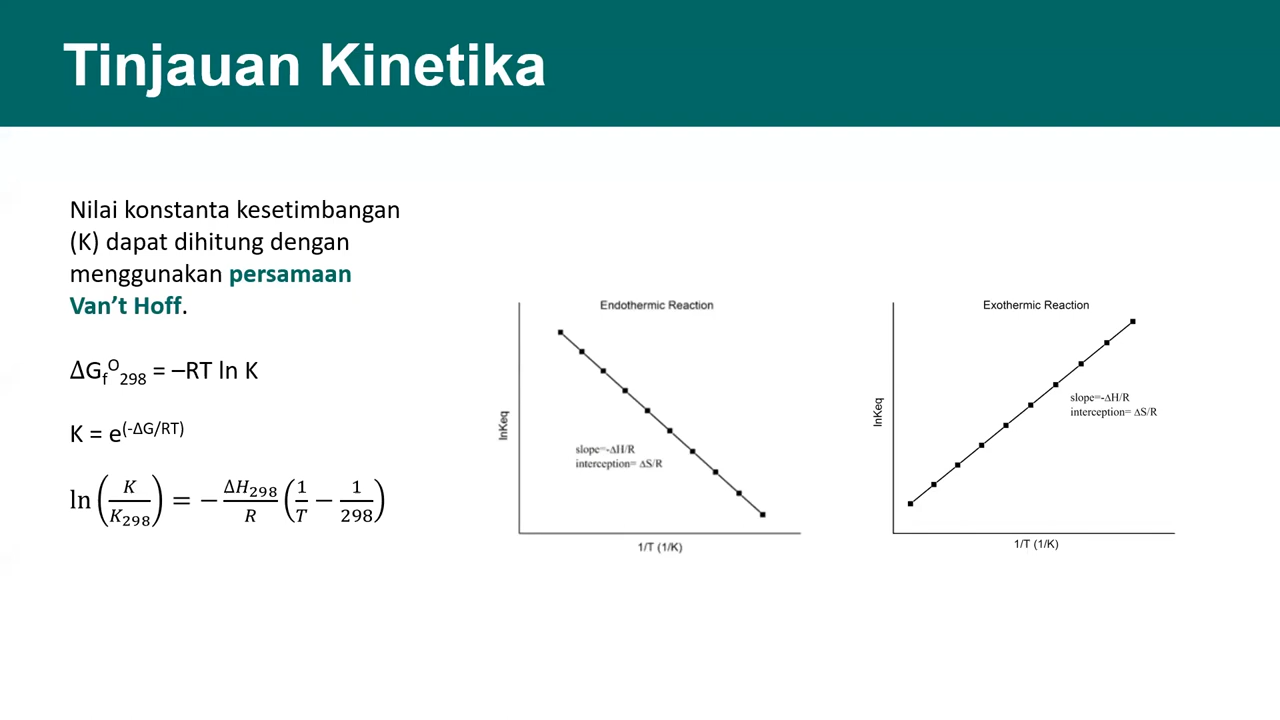 Tinjauan Kinetika
Nilai konstanta kesetimbangan
(K) dapat dihitung dengan
menggunakan persamaan
Van’t Hoff.
ΔG_f^O_298 = –RT ln K
K = e^(-ΔG/RT)
ln(K/K_298) = −ΔH_298/R (1/T − 1/298)
Endothermic Reaction
lnKeq
slope=-ΔH/R
interception= ΔS/R
1/T (1/K)
Exothermic Reaction
lnKeq
slope=-ΔH/R
interception= ΔS/R
1/T (1/K)